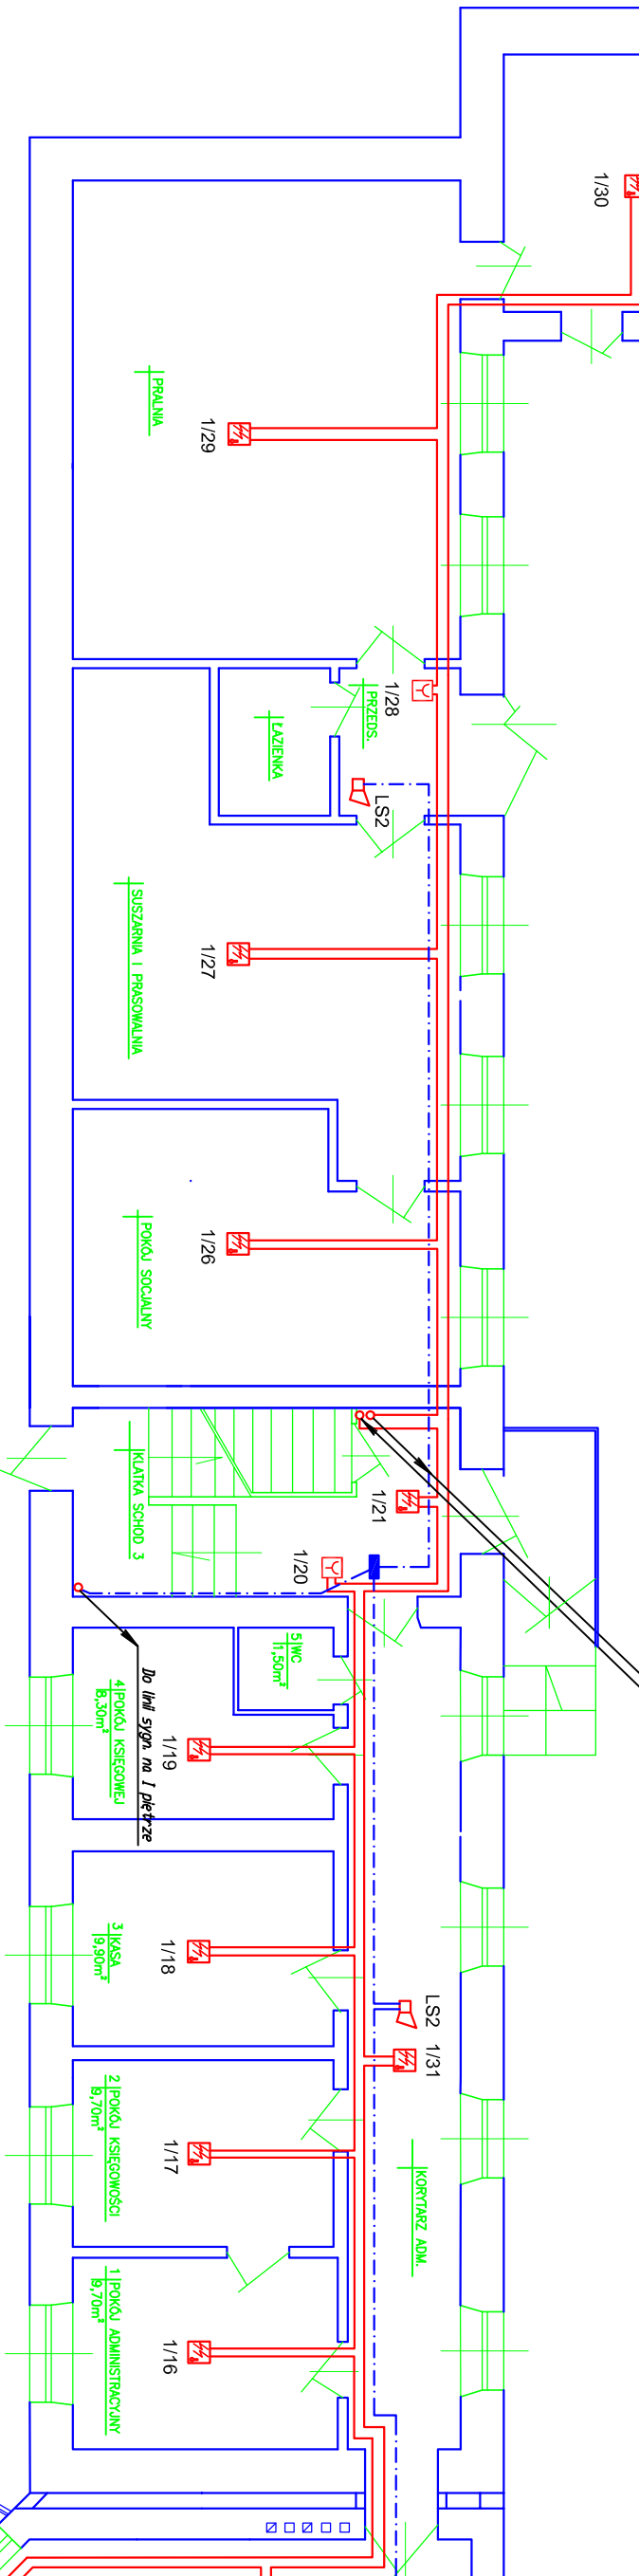 1/30
PRALNIA
1/29
1/28
PRZEDS.
ŁAZIENKA
LS2
SUSZARNIA I PRASOWALNIA
1/27
POKÓJ SOCJALNY
1/26
KLATKA SCHOD 3
1/21
1/20
5 WC
1,50m²
Do linii sygn. na I piętrze
4 POKÓJ KSIĘGOWEJ
8,30m²
1/19
3 KASA
9,90m²
1/18
LS2
1/31
2 POKÓJ KSIĘGOWOŚCI
9,70m²
1/17
KORYTARZ ADM.
1 POKÓJ ADMINISTRACYJNY
9,70m²
1/16